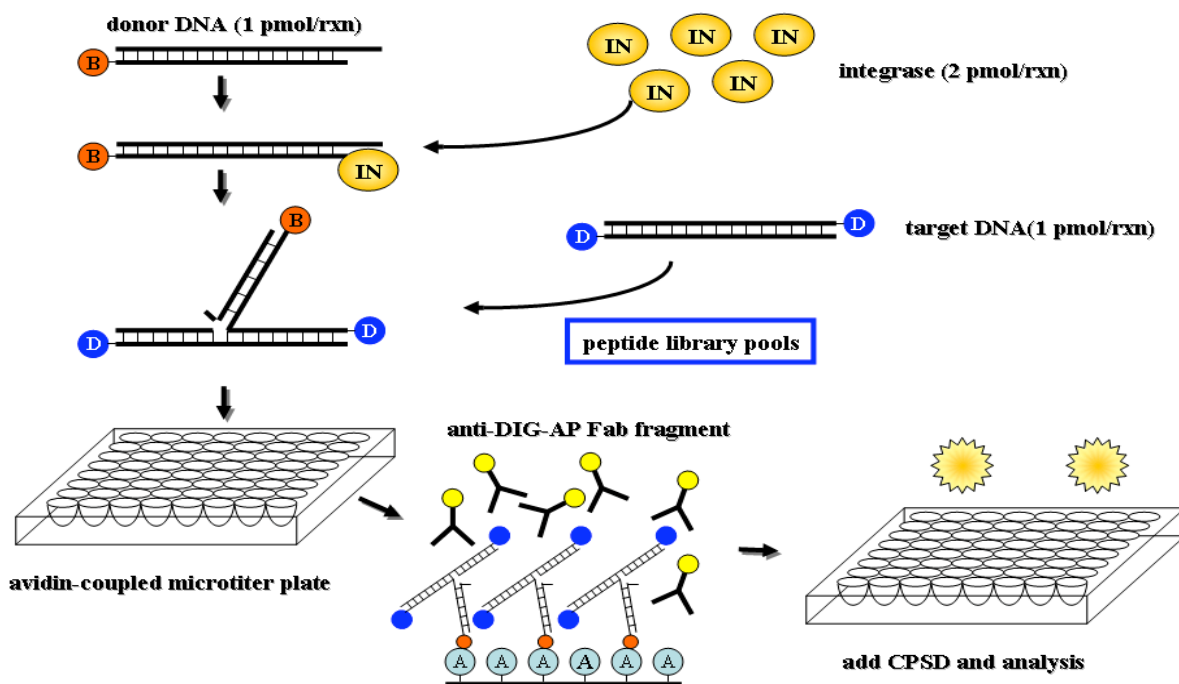 donor DNA (1 pmol/rxn)
B
IN
IN
IN
IN
IN
integrase (2 pmol/rxn)
B
IN
B
D
D
target DNA(1 pmol/rxn)
D
D
peptide library pools
anti-DIG-AP Fab fragment
avidin-coupled microtiter plate
A
A
A
A
A
A
add CPSD and analysis